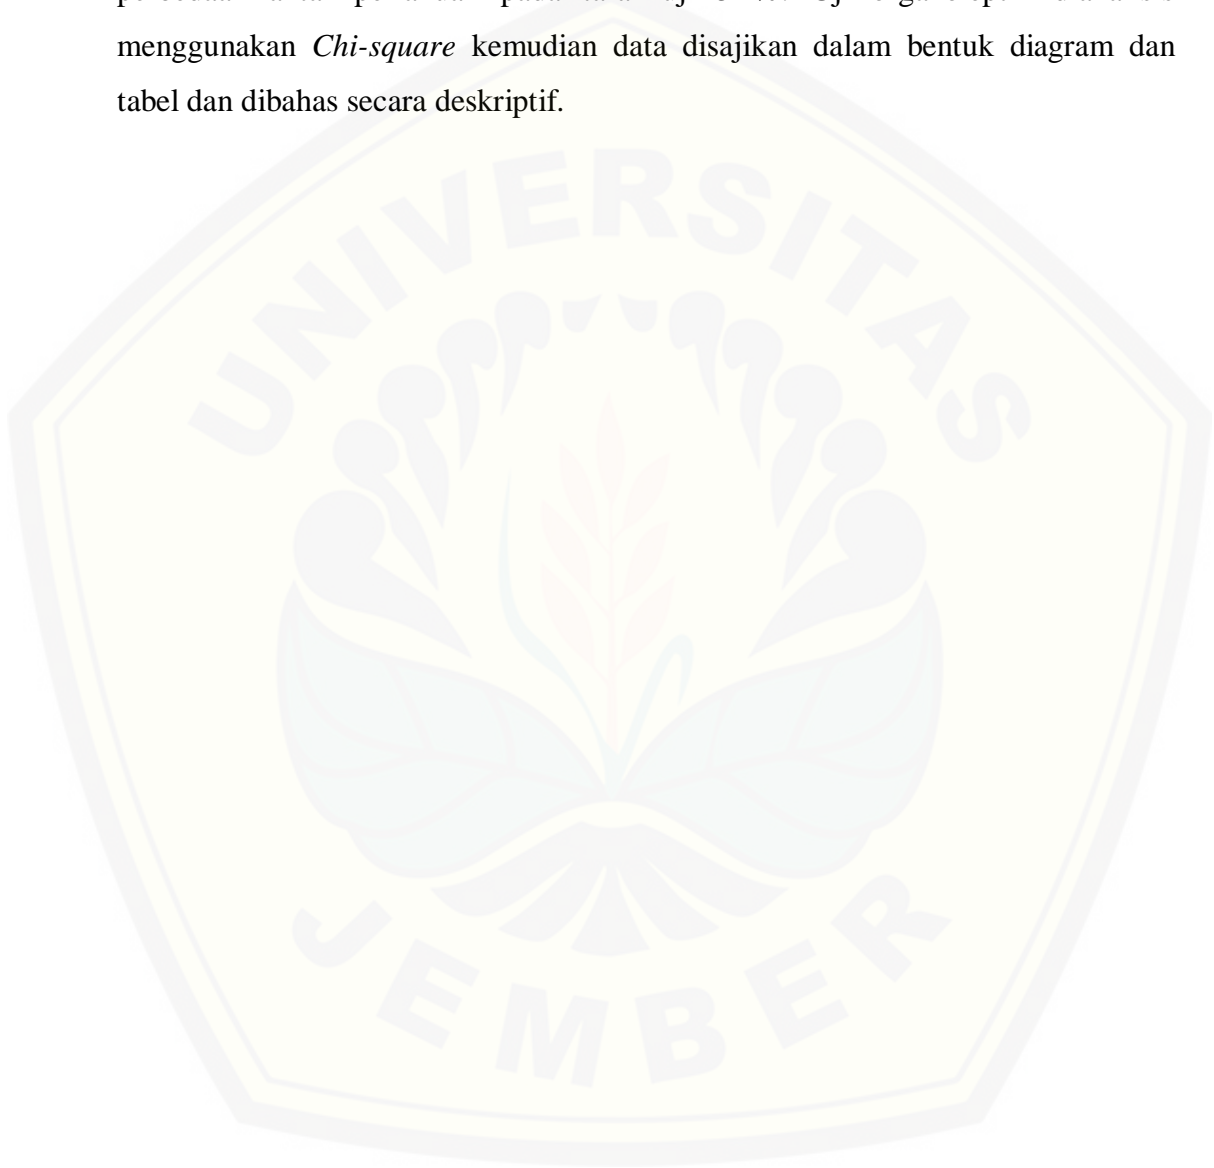 menggunakan Chi-square kemudian data disajikan dalam bentuk diagram dan
tabel dan dibahas secara deskriptif.
UNIVERSITAS
JEMBER